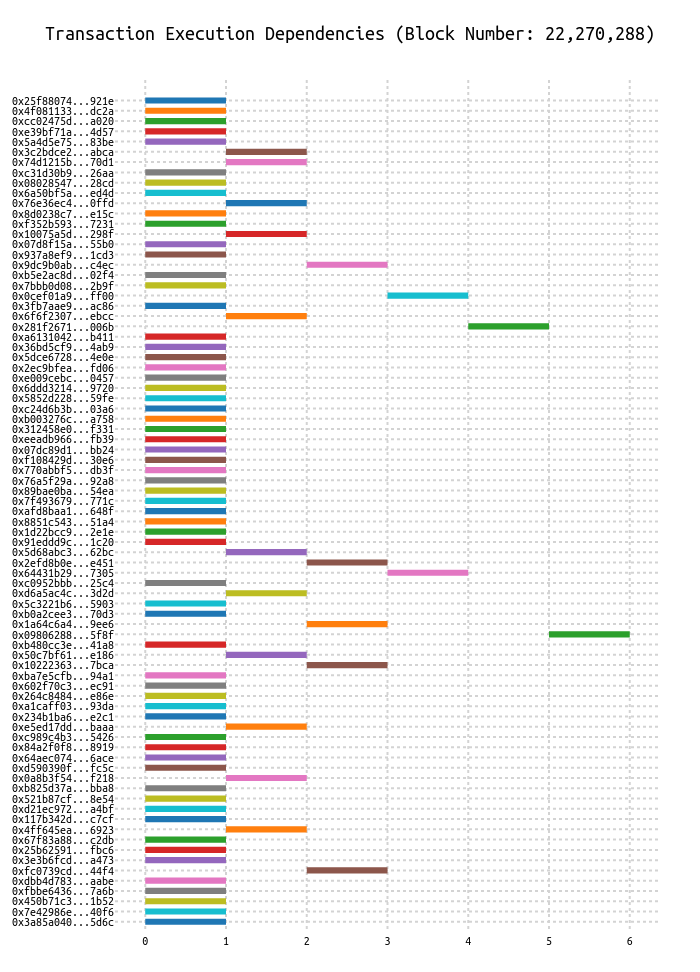 Transaction Execution Dependencies (Block Number: 22,270,288)
0x25f88074...921e
0x4f081133...dc2a
0xcc02475d...a020
0xe39bf71a...4d57
0x5a4d5e75...83be
0x3c2bdce2...abca
0x74d1215b...70d1
0xc31d30b9...26aa
0x08028547...28cd
0x6a50bf5a...ed4d
0x76e36ec4...0ffd
0x8d0238c7...e15c
0xf352b593...7231
0x10075a5d...298f
0x07d8f15a...55b0
0x937a8ef9...1cd3
0x9dc9b0ab...c4ec
0xb5e2ac8d...02f4
0x7bbb0d08...2b9f
0x0cef01a9...ff00
0x3fb7aae9...ac86
0x6f6f2307...ebcc
0x281f2671...006b
0xa6131042...b411
0x36bd5cf9...4ab9
0x5dce6728...4e0e
0x2ec9bfea...fd06
0xe009cebc...0457
0x6ddd3214...9720
0x5852d228...59fe
0xc24d6b3b...03a6
0xb003276c...a758
0x312458e0...f331
0xeeadb966...fb39
0x07dc89d1...bb24
0xf108429d...30e6
0x770abbf5...db3f
0x76a5f29a...92a8
0x89bae0ba...54ea
0x7f493679...771c
0xafd8baa1...648f
0x8851c543...51a4
0x1d22bcc9...2e1e
0x91eddd9c...1c20
0x5d68abc3...62bc
0x2efd8b0e...e451
0x64431b29...7305
0xc0952bbb...25c4
0xd6a5ac4c...3d2d
0x5c3221b6...5903
0xb0a2cee3...70d3
0x1a64c6a4...9ee6
0x09806288...5f8f
0xb480cc3e...41a8
0x50c7bf61...e186
0x10222363...7bca
0xba7e5cfb...94a1
0x602f70c3...ec91
0x264c8484...e86e
0xa1caff03...93da
0x234b1ba6...e2c1
0xe5ed17dd...baaa
0xc989c4b3...5426
0x84a2f0f8...8919
0x64aec074...6ace
0xd590390f...fc5c
0x0a8b3f54...f218
0xb825d37a...bba8
0x521b87cf...8e54
0xd21ec972...a4bf
0x117b342d...c7cf
0x4ff645ea...6923
0x67f83a88...c2db
0x25b62591...fbc6
0x3e3b6fcd...a473
0xfc0739cd...44f4
0xdbb4d783...aabe
0xfbbe6436...7a6b
0x450b71c3...1b52
0x7e42986e...40f6
0x3a85a040...5d6c
0 1 2 3 4 5 6